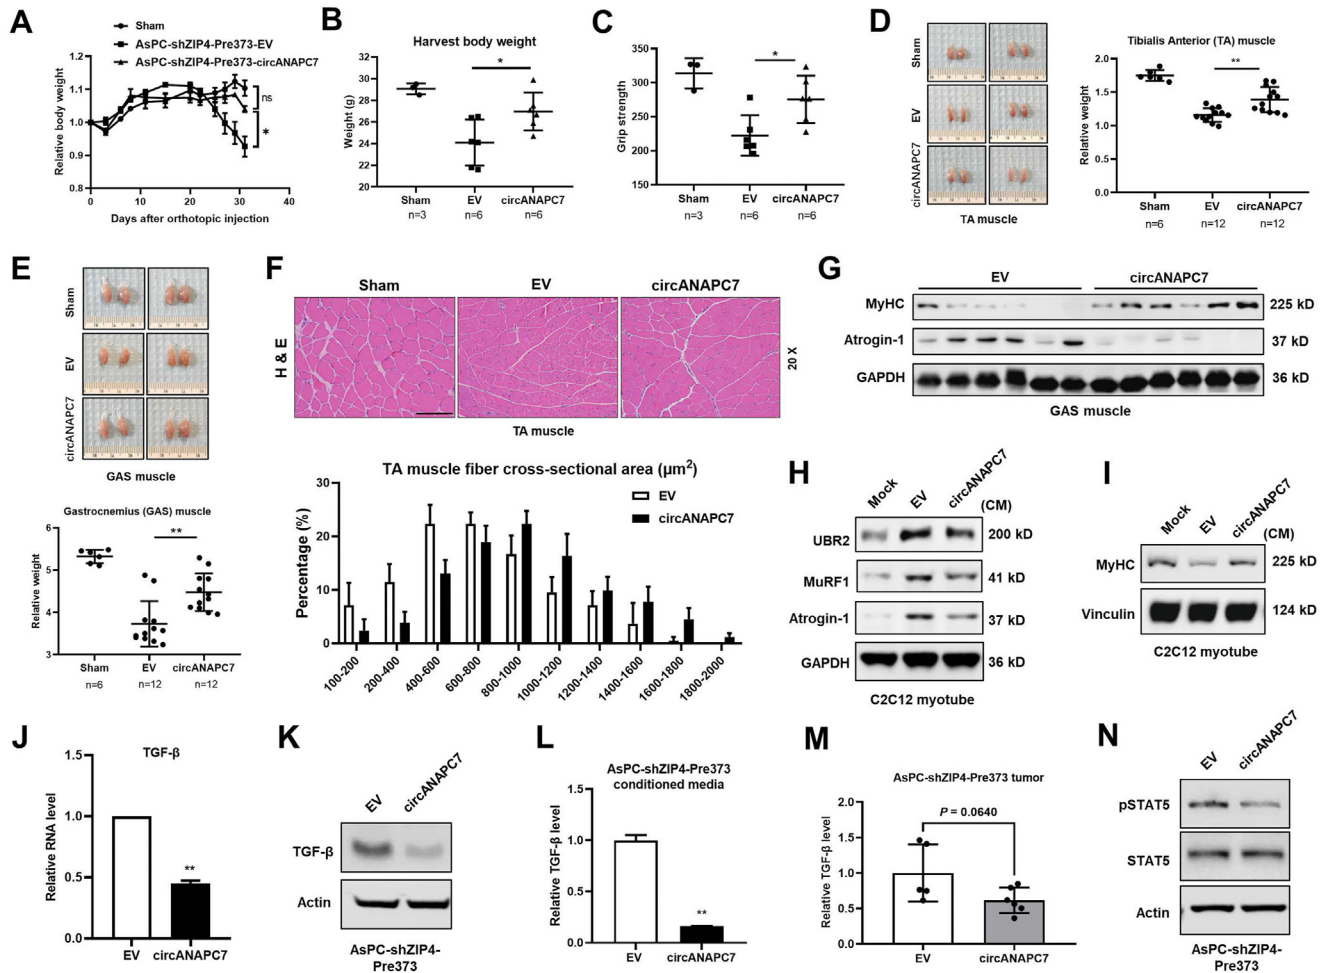 A
Sham
AsPC-shZIP4-Pre373-EV
AsPC-shZIP4-Pre373-circANAPC7
Relative body weight
1.2
1.1
1.0
0.9
0.8
ns
*
0 10 20 30 40
Days after orthotopic injection
B
Harvest body weight
*
Weight (g)
32
30
28
26
24
22
20
Sham EV circANAPC7
n=3 n=6 n=6
C
*
Grip strength
350
300
250
200
150
Sham EV circANAPC7
n=3 n=6 n=6
D
Sham
EV
circANAPC7
TA muscle
Tibialis Anterior (TA) muscle
**
Relative weight
2.0
1.5
1.0
0.5
0.0
Sham EV circANAPC7
n=6 n=12 n=12
E
Sham
EV
circANAPC7
GAS muscle
Gastrocnemius (GAS) muscle
**
Relative weight
6
5
4
3
Sham EV circANAPC7
n=6 n=12 n=12
F
Sham EV circANAPC7
H & E
20 X
TA muscle
TA muscle fiber cross-sectional area (μm²)
EV
circANAPC7
Percentage (%)
30
20
10
0
100-200 200-400 400-600 600-800 800-1000 1000-1200 1200-1400 1400-1600 1600-1800 1800-2000
G
EV circANAPC7
MyHC 225 kD
Atrogin-1 37 kD
GAPDH 36 kD
GAS muscle
H
Mock EV circANAPC7
(CM)
UBR2 200 kD
MuRF1 41 kD
Atrogin-1 37 kD
GAPDH 36 kD
C2C12 myotube
I
Mock EV circANAPC7
(CM)
MyHC 225 kD
Vinculin 124 kD
C2C12 myotube
J
TGF-β
Relative RNA level
1.5
1.0
0.5
0.0
**
EV circANAPC7
K
EV circANAPC7
TGF-β
Actin
AsPC-shZIP4-
Pre373
L
AsPC-shZIP4-Pre373
conditioned media
Relative TGF-β level
1.5
1.0
0.5
0.0
**
EV circANAPC7
M
AsPC-shZIP4-Pre373 tumor
P = 0.0640
Relative TGF-β level
2.0
1.5
1.0
0.5
0.0
EV circANAPC7
N
EV circANAPC7
pSTAT5
STAT5
Actin
AsPC-shZIP4-
Pre373